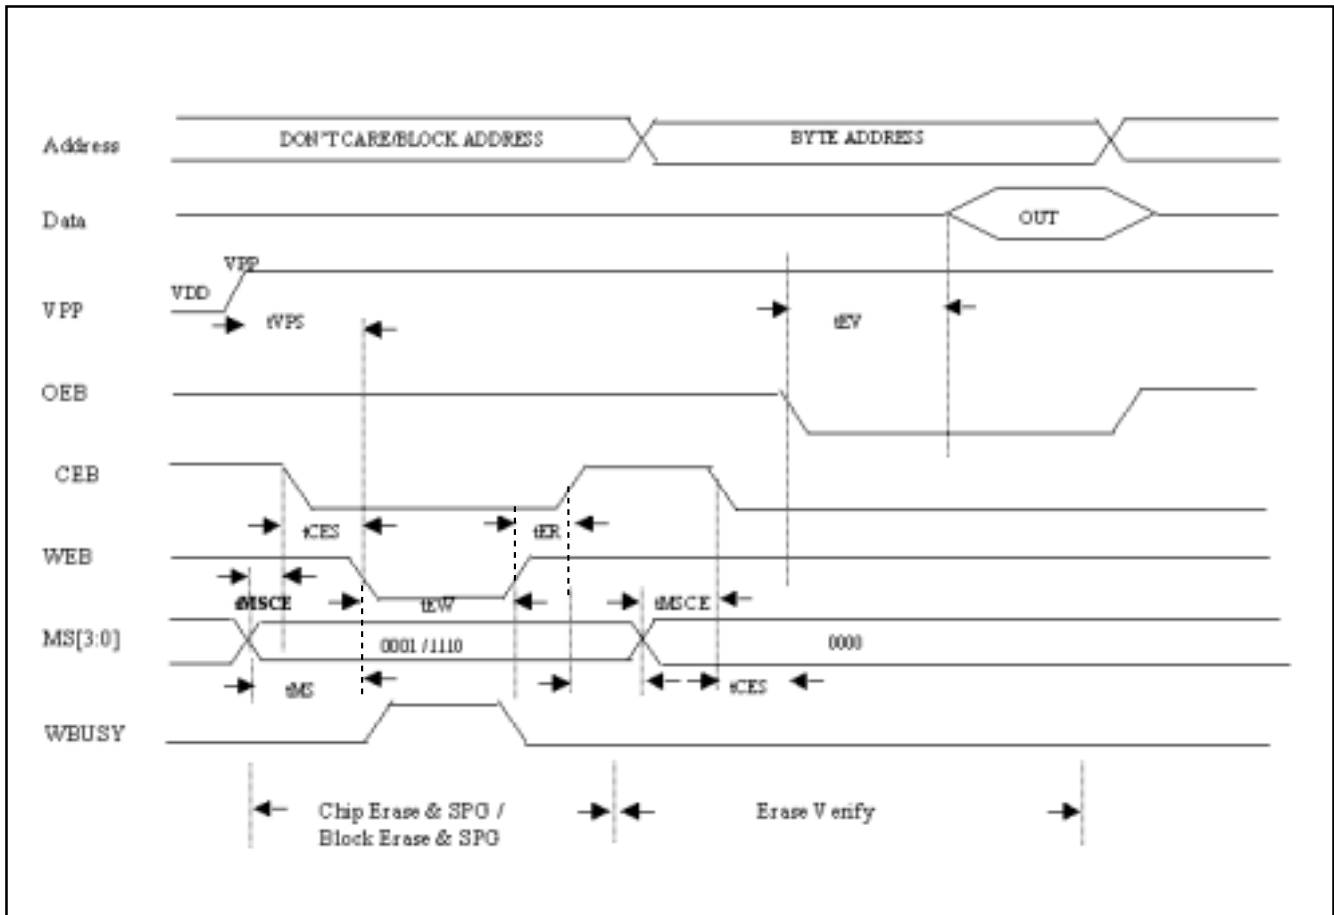 Address
DON'T CARE/BLOCK ADDRESS
BYTE ADDRESS
Data
OUT
VPP
VDD
VPP
tVPS
tEV
OEB
CEB
tCES
tER
WEB
tMSCE
tEW
tMSCE
MS[3:0]
0001 / 1110
0000
tMS
tCES
WBUSY
Chip Erase & SPG /
Block Erase & SPG
Erase Verify